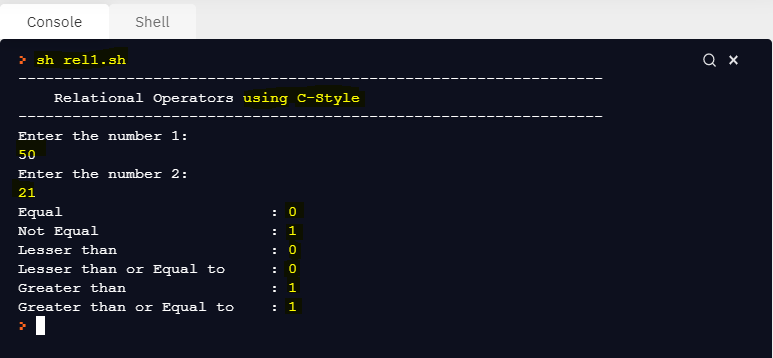 Console Shell
> sh rel1.sh
-----------------------------------------------------------------
Relational Operators using C-Style
-----------------------------------------------------------------
Enter the number 1:
50
Enter the number 2:
21
Equal : 0
Not Equal : 1
Lesser than : 0
Lesser than or Equal to : 0
Greater than : 1
Greater than or Equal to : 1
>